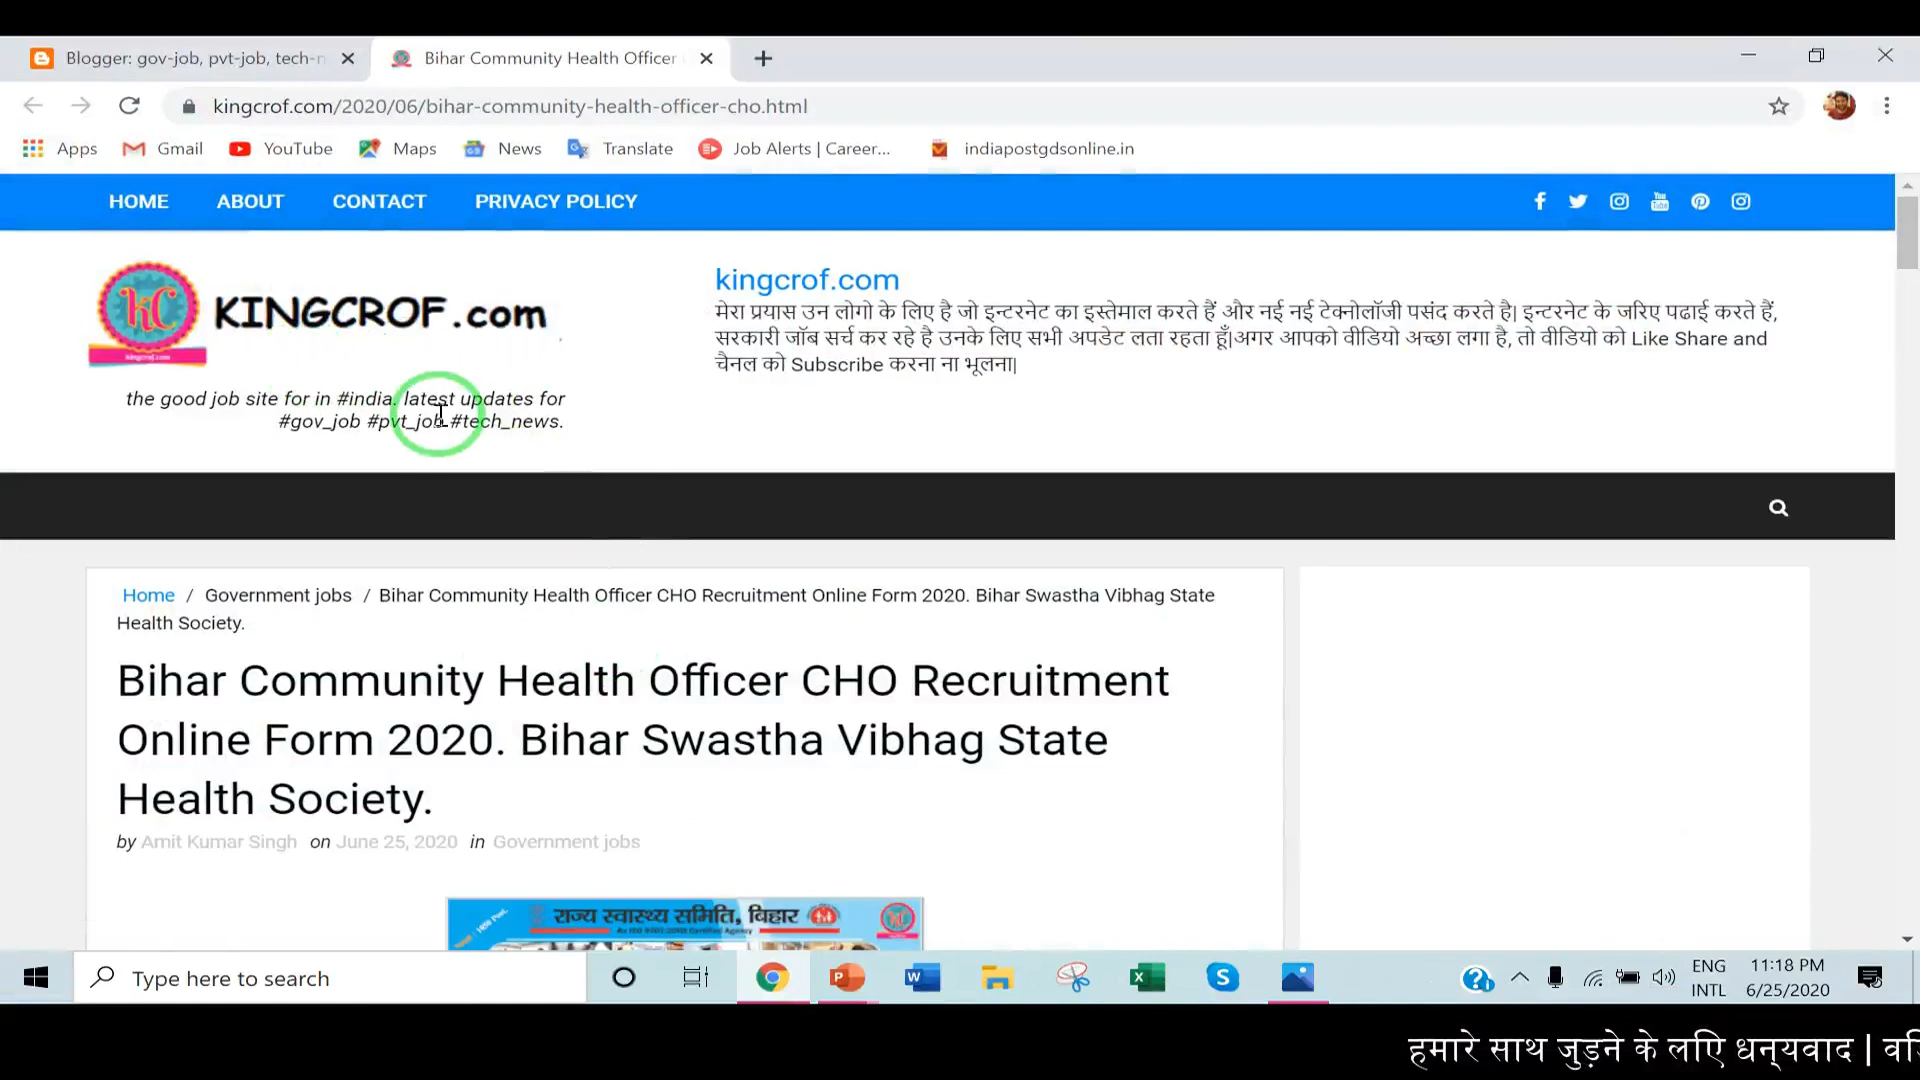 Blogger: gov-job, pvt-job, tech-n
Bihar Community Health Officer
kingcrof.com/2020/06/bihar-community-health-officer-cho.html
Apps
Gmail
YouTube
Maps
News
Translate
Job Alerts | Career...
indiapostgdsonline.in
HOME
ABOUT
CONTACT
PRIVACY POLICY
KC
kingcrof.com
KINGCROF.com
the good job site for in #india. latest updates for
#gov_job #pvt_job #tech_news.
kingcrof.com
मेरा प्रयास उन लोगो के लिए है जो इन्टरनेट का इस्तेमाल करते हैं और नई नई टेक्नोलॉजी पसंद करते है| इन्टरनेट के जरिए पढाई करते हैं,
सरकारी जॉब सर्च कर रहे है उनके लिए सभी अपडेट लता रहता हूँ|अगर आपको वीडियो अच्छा लगा है, तो वीडियो को Like Share and
चैनल को Subscribe करना ना भूलना|
Home / Government jobs / Bihar Community Health Officer CHO Recruitment Online Form 2020. Bihar Swastha Vibhag State
Health Society.
Bihar Community Health Officer CHO Recruitment
Online Form 2020. Bihar Swastha Vibhag State
Health Society.
by Amit Kumar Singh on June 25, 2020 in Government jobs
राज्य स्वास्थ्य समिति, बिहार
Type here to search
ENG
INTL
11:18 PM
6/25/2020
हमारे साथ जुड़ने के लिए धन्यवाद |